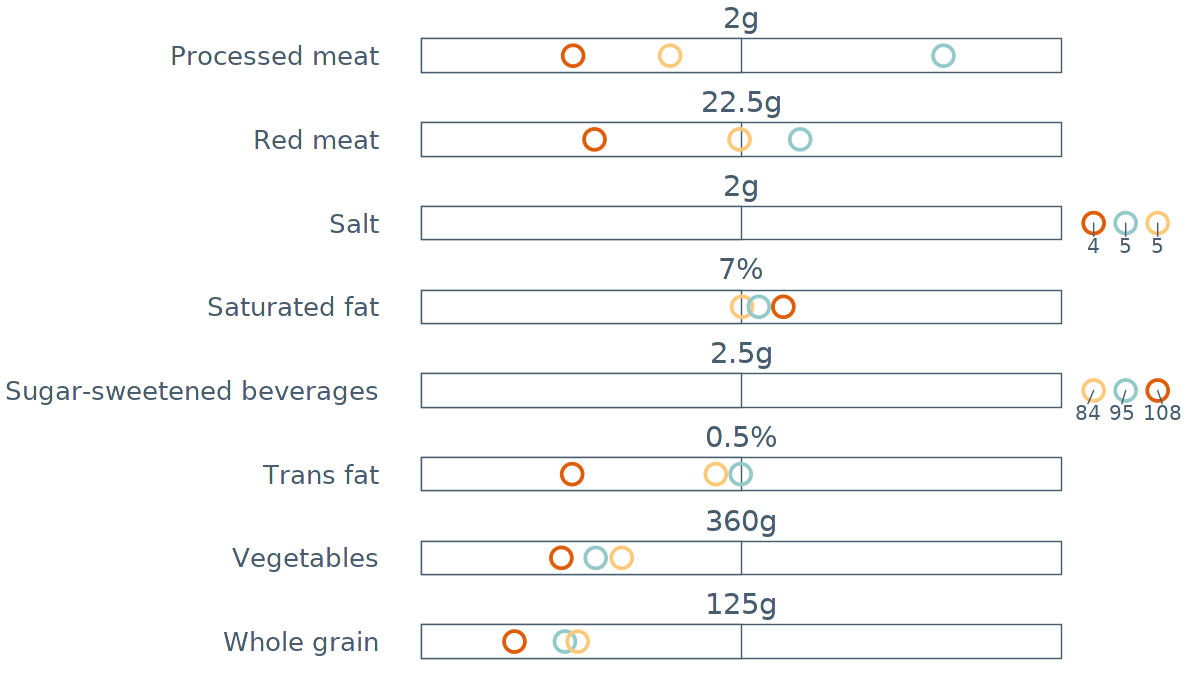 2g
Processed meat
22.5g
Red meat
2g
Salt
4 5 5
7%
Saturated fat
2.5g
Sugar-sweetened beverages
84 95 108
0.5%
Trans fat
360g
Vegetables
125g
Whole grain